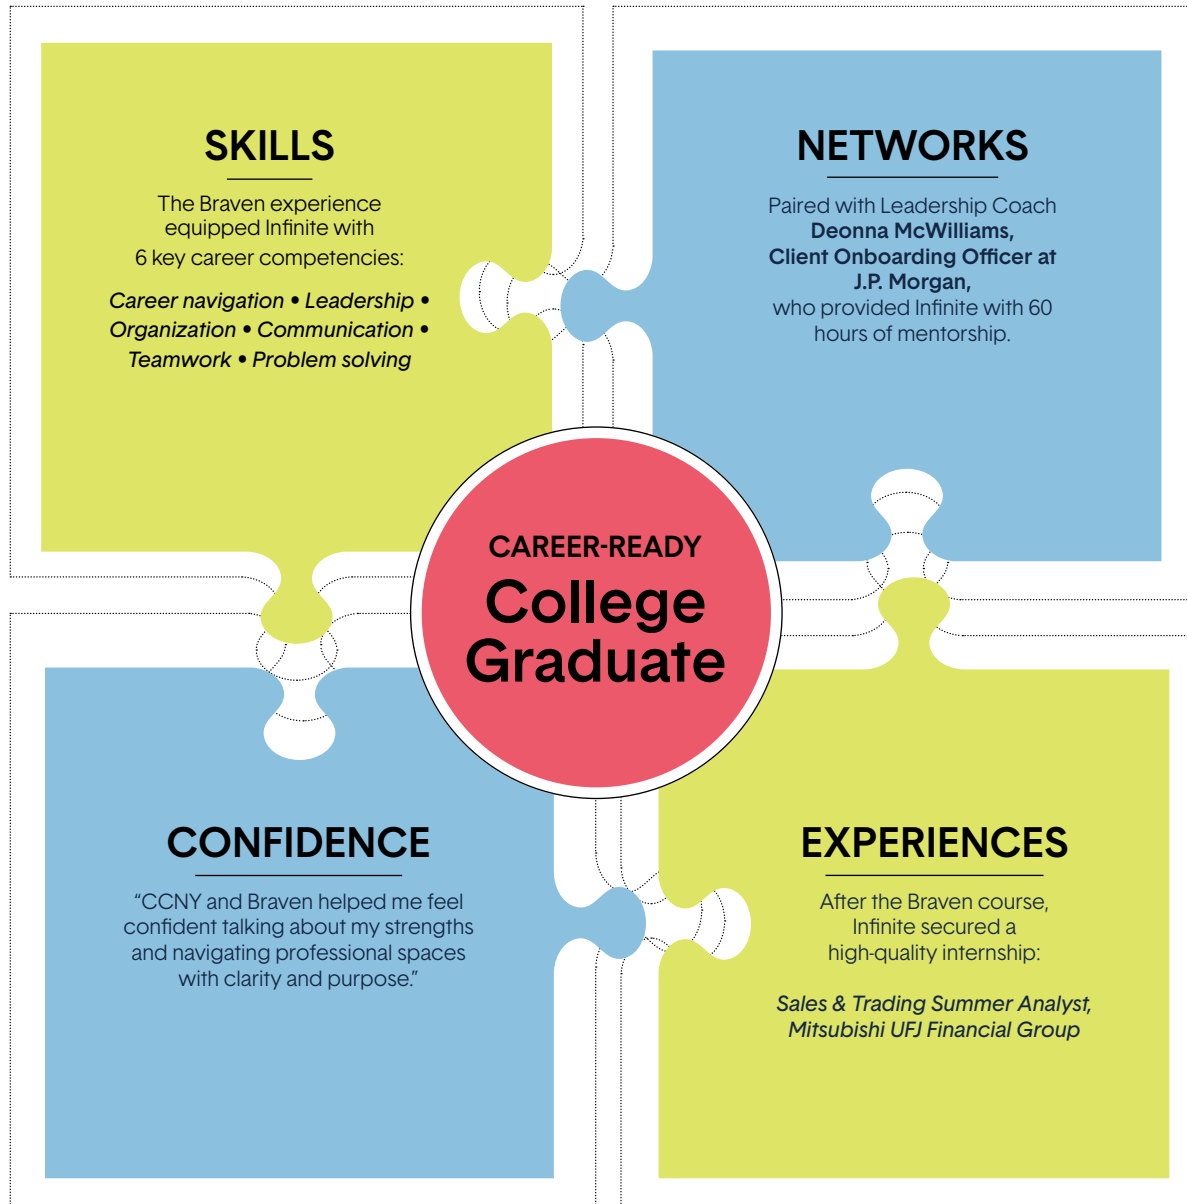 SKILLS
The Braven experience
equipped Infinite with
6 key career competencies:
Career navigation • Leadership •
Organization • Communication •
Teamwork • Problem solving
NETWORKS
Paired with Leadership Coach
Deonna McWilliams,
Client Onboarding Officer at
J.P. Morgan,
who provided Infinite with 60
hours of mentorship.
CAREER-READY
College
Graduate
CONFIDENCE
“CCNY and Braven helped me feel
confident talking about my strengths
and navigating professional spaces
with clarity and purpose.”
EXPERIENCES
After the Braven course,
Infinite secured a
high-quality internship:
Sales & Trading Summer Analyst,
Mitsubishi UFJ Financial Group